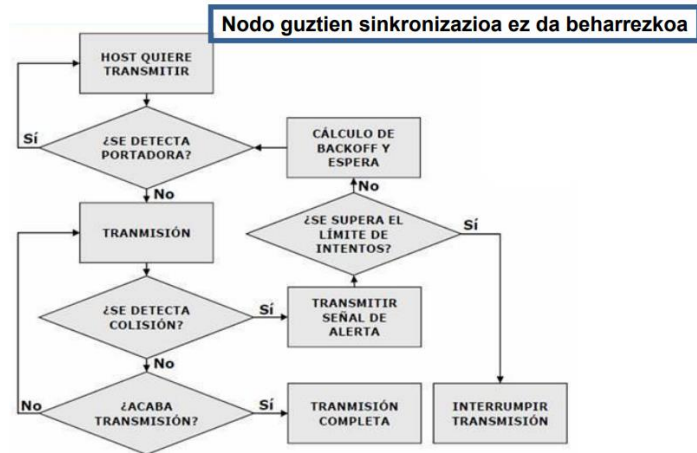 Nodo guztien sinkronizazioa ez da beharrezkoa
HOST QUIERE
TRANSMITIR
Sí
¿SE DETECTA
PORTADORA?
CÁLCULO DE
BACKOFF Y
ESPERA
No
No
TRANMISIÓN
¿SE SUPERA EL
LÍMITE DE
INTENTOS?
Sí
¿SE DETECTA
COLISIÓN?
Sí
TRANSMITIR
SEÑAL DE
ALERTA
No
No
¿ACABA
TRANSMISIÓN?
Sí
TRANMISIÓN
COMPLETA
INTERRUMPIR
TRANSMISIÓN